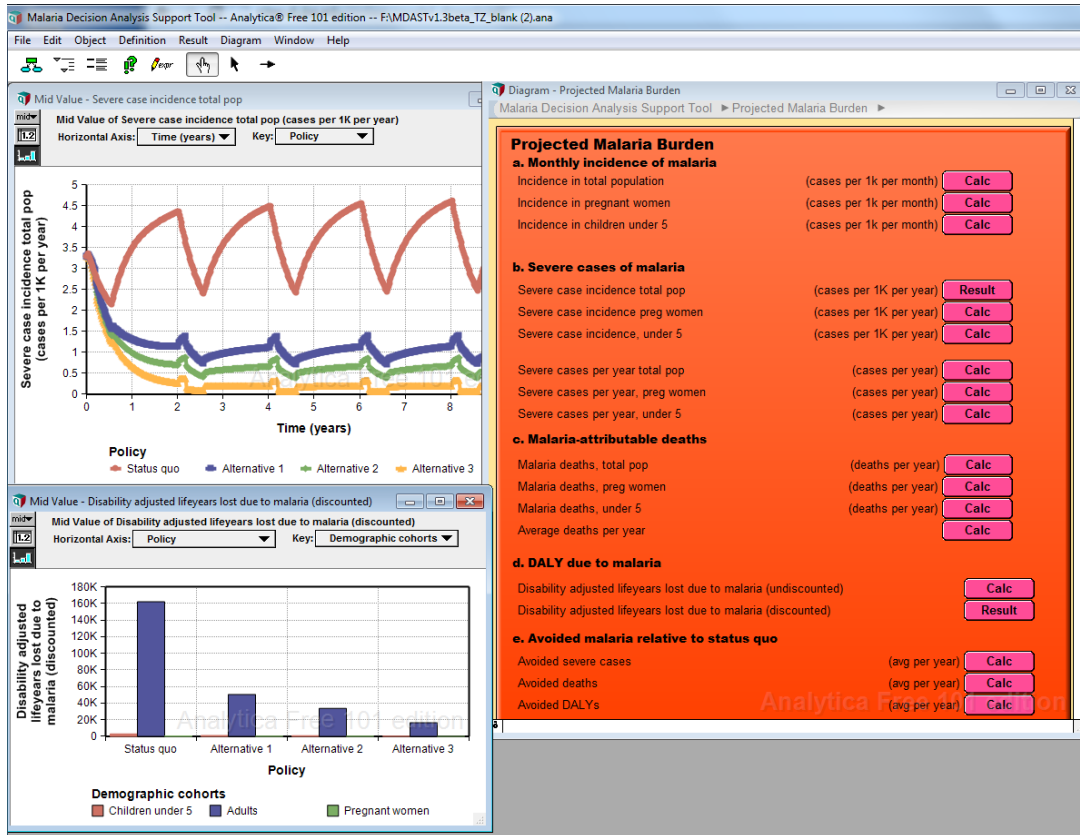 Malaria Decision Analysis Support Tool -- Analytica® Free 101 edition -- F:\MDASTv1.3beta_TZ_blank (2).ana
File Edit Object Definition Result Diagram Window Help
expr
Mid Value - Severe case incidence total pop
mid
Mid Value of Severe case incidence total pop (cases per 1K per year)
1.2
Horizontal Axis: Time (years) Key: Policy
Severe case incidence total pop
(cases per 1K per year)
5
4.5
4
3.5
3
2.5
2
1.5
1
0.5
0
0 1 2 3 4 5 6 7 8
Analytica Free 101 e
Time (years)
Policy
Status quo Alternative 1 Alternative 2 Alternative 3
Mid Value - Disability adjusted lifeyears lost due to malaria (discounted)
mid
Mid Value of Disability adjusted lifeyears lost due to malaria (discounted)
1.2
Horizontal Axis: Policy Key: Demographic cohorts
Disability adjusted
lifeyears lost due to
malaria (discounted)
180K
160K
140K
120K
100K
80K
60K
40K
20K
0
Analytica Free 101 edition
Status quo Alternative 1 Alternative 2 Alternative 3
Policy
Demographic cohorts
Children under 5 Adults Pregnant women
Diagram - Projected Malaria Burden
Malaria Decision Analysis Support Tool ▶ Projected Malaria Burden ▶
Projected Malaria Burden
a. Monthly incidence of malaria
Incidence in total population (cases per 1k per month) Calc
Incidence in pregnant women (cases per 1k per month) Calc
Incidence in children under 5 (cases per 1k per month) Calc
b. Severe cases of malaria
Severe case incidence total pop (cases per 1K per year) Result
Severe case incidence preg women (cases per 1K per year) Calc
Severe case incidence, under 5 (cases per 1K per year) Calc
Severe cases per year total pop (cases per year) Calc
Severe cases per year, preg women (cases per year) Calc
Severe cases per year, under 5 (cases per year) Calc
c. Malaria-attributable deaths
Malaria deaths, total pop (deaths per year) Calc
Malaria deaths, preg women (deaths per year) Calc
Malaria deaths, under 5 (deaths per year) Calc
Average deaths per year Calc
d. DALY due to malaria
Disability adjusted lifeyears lost due to malaria (undiscounted) Calc
Disability adjusted lifeyears lost due to malaria (discounted) Result
e. Avoided malaria relative to status quo
Avoided severe cases (avg per year) Calc
Avoided deaths (avg per year) Calc
Avoided DALYs (avg per year) Calc
Analytica Free 101 edition